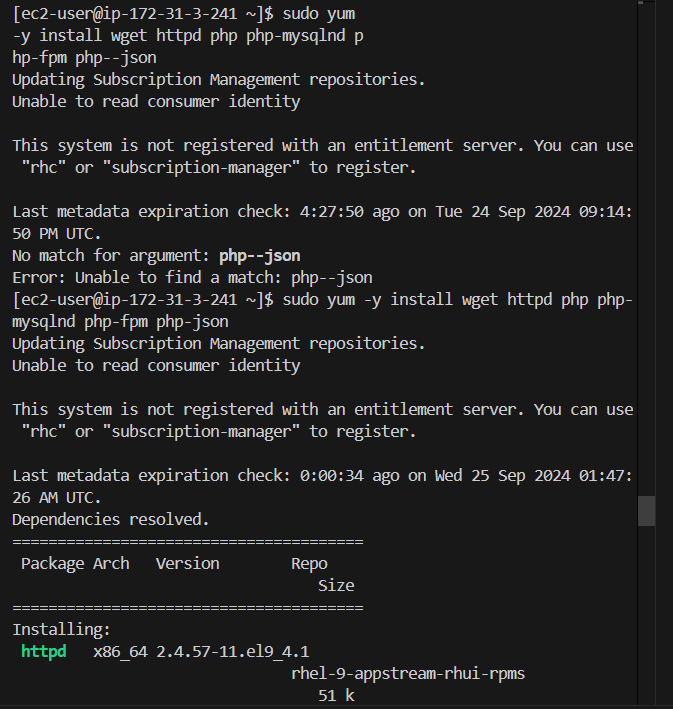 [ec2-user@ip-172-31-3-241 ~]$ sudo yum
-y install wget httpd php php-mysqlnd p
hp-fpm php--json
Updating Subscription Management repositories.
Unable to read consumer identity
This system is not registered with an entitlement server. You can use
"rhc" or "subscription-manager" to register.
Last metadata expiration check: 4:27:50 ago on Tue 24 Sep 2024 09:14:
50 PM UTC.
No match for argument: php--json
Error: Unable to find a match: php--json
[ec2-user@ip-172-31-3-241 ~]$ sudo yum -y install wget httpd php php-
mysqlnd php-fpm php-json
Updating Subscription Management repositories.
Unable to read consumer identity
This system is not registered with an entitlement server. You can use
"rhc" or "subscription-manager" to register.
Last metadata expiration check: 0:00:34 ago on Wed 25 Sep 2024 01:47:
26 AM UTC.
Dependencies resolved.
=======================================
Package Arch Version Repo
Size
=======================================
Installing:
httpd x86_64 2.4.57-11.el9_4.1
rhel-9-appstream-rhui-rpms
51 k